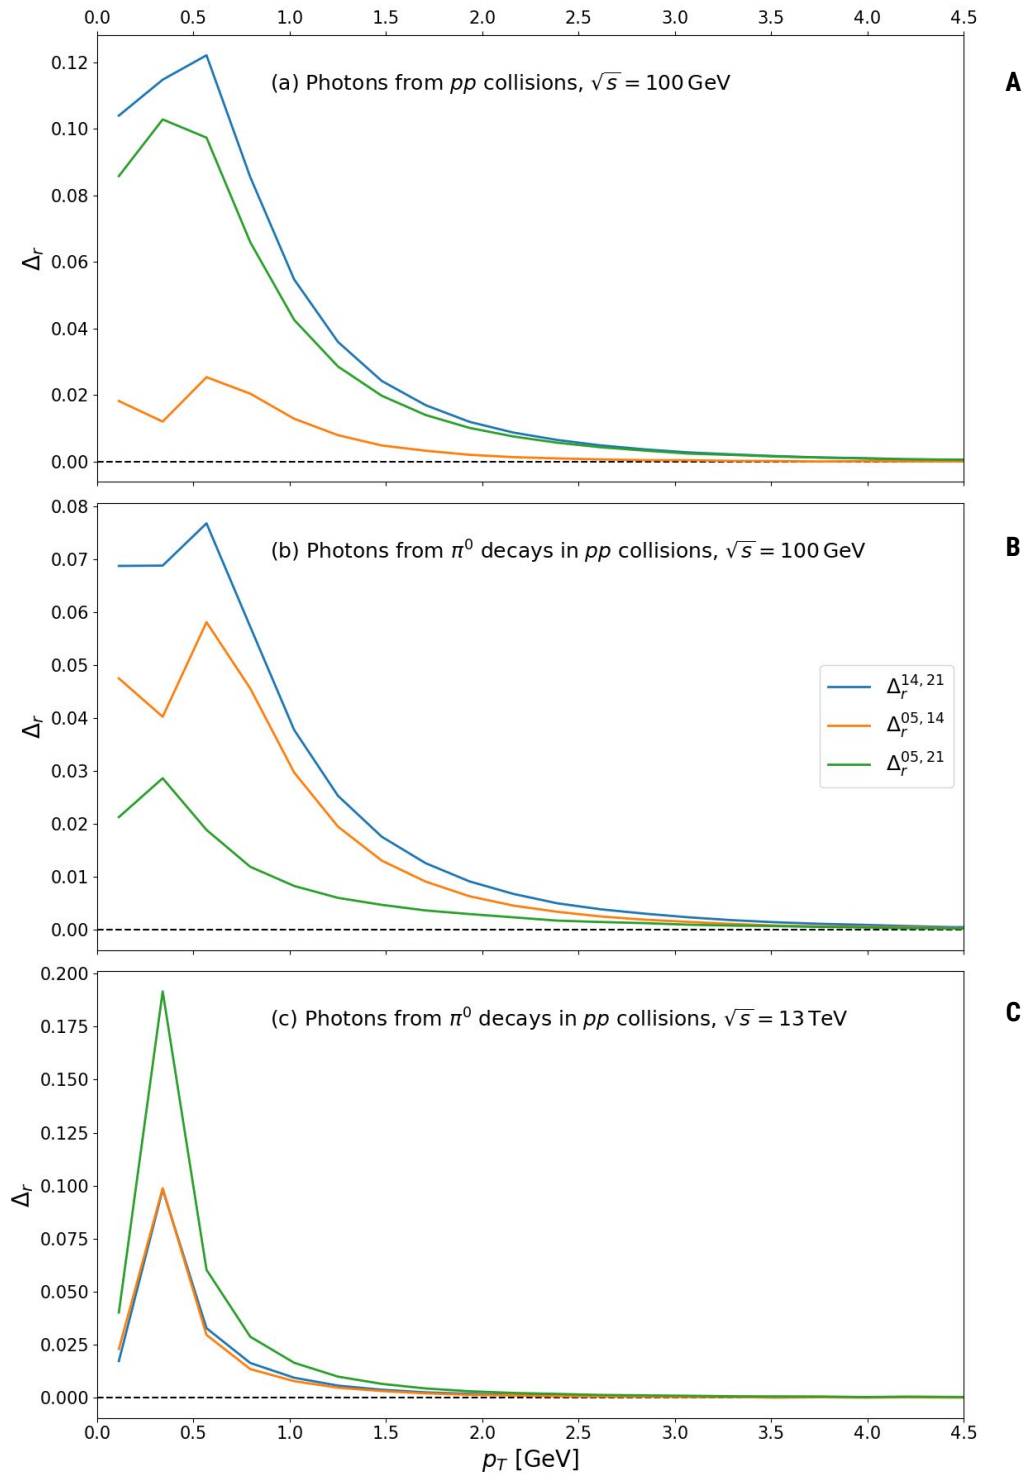 0.0 0.5 1.0 1.5 2.0 2.5 3.0 3.5 4.0 4.5
A
(a) Photons from pp collisions, √s = 100 GeV
0.12
0.10
0.08
0.06
0.04
0.02
0.00
Δr
B
(b) Photons from π⁰ decays in pp collisions, √s = 100 GeV
0.08
0.07
0.06
0.05
0.04
0.03
0.02
0.01
0.00
Δr
Δr^14,21
Δr^05,14
Δr^05,21
C
(c) Photons from π⁰ decays in pp collisions, √s = 13 TeV
0.200
0.175
0.150
0.125
0.100
0.075
0.050
0.025
0.000
Δr
0.0 0.5 1.0 1.5 2.0 2.5 3.0 3.5 4.0 4.5
pT [GeV]